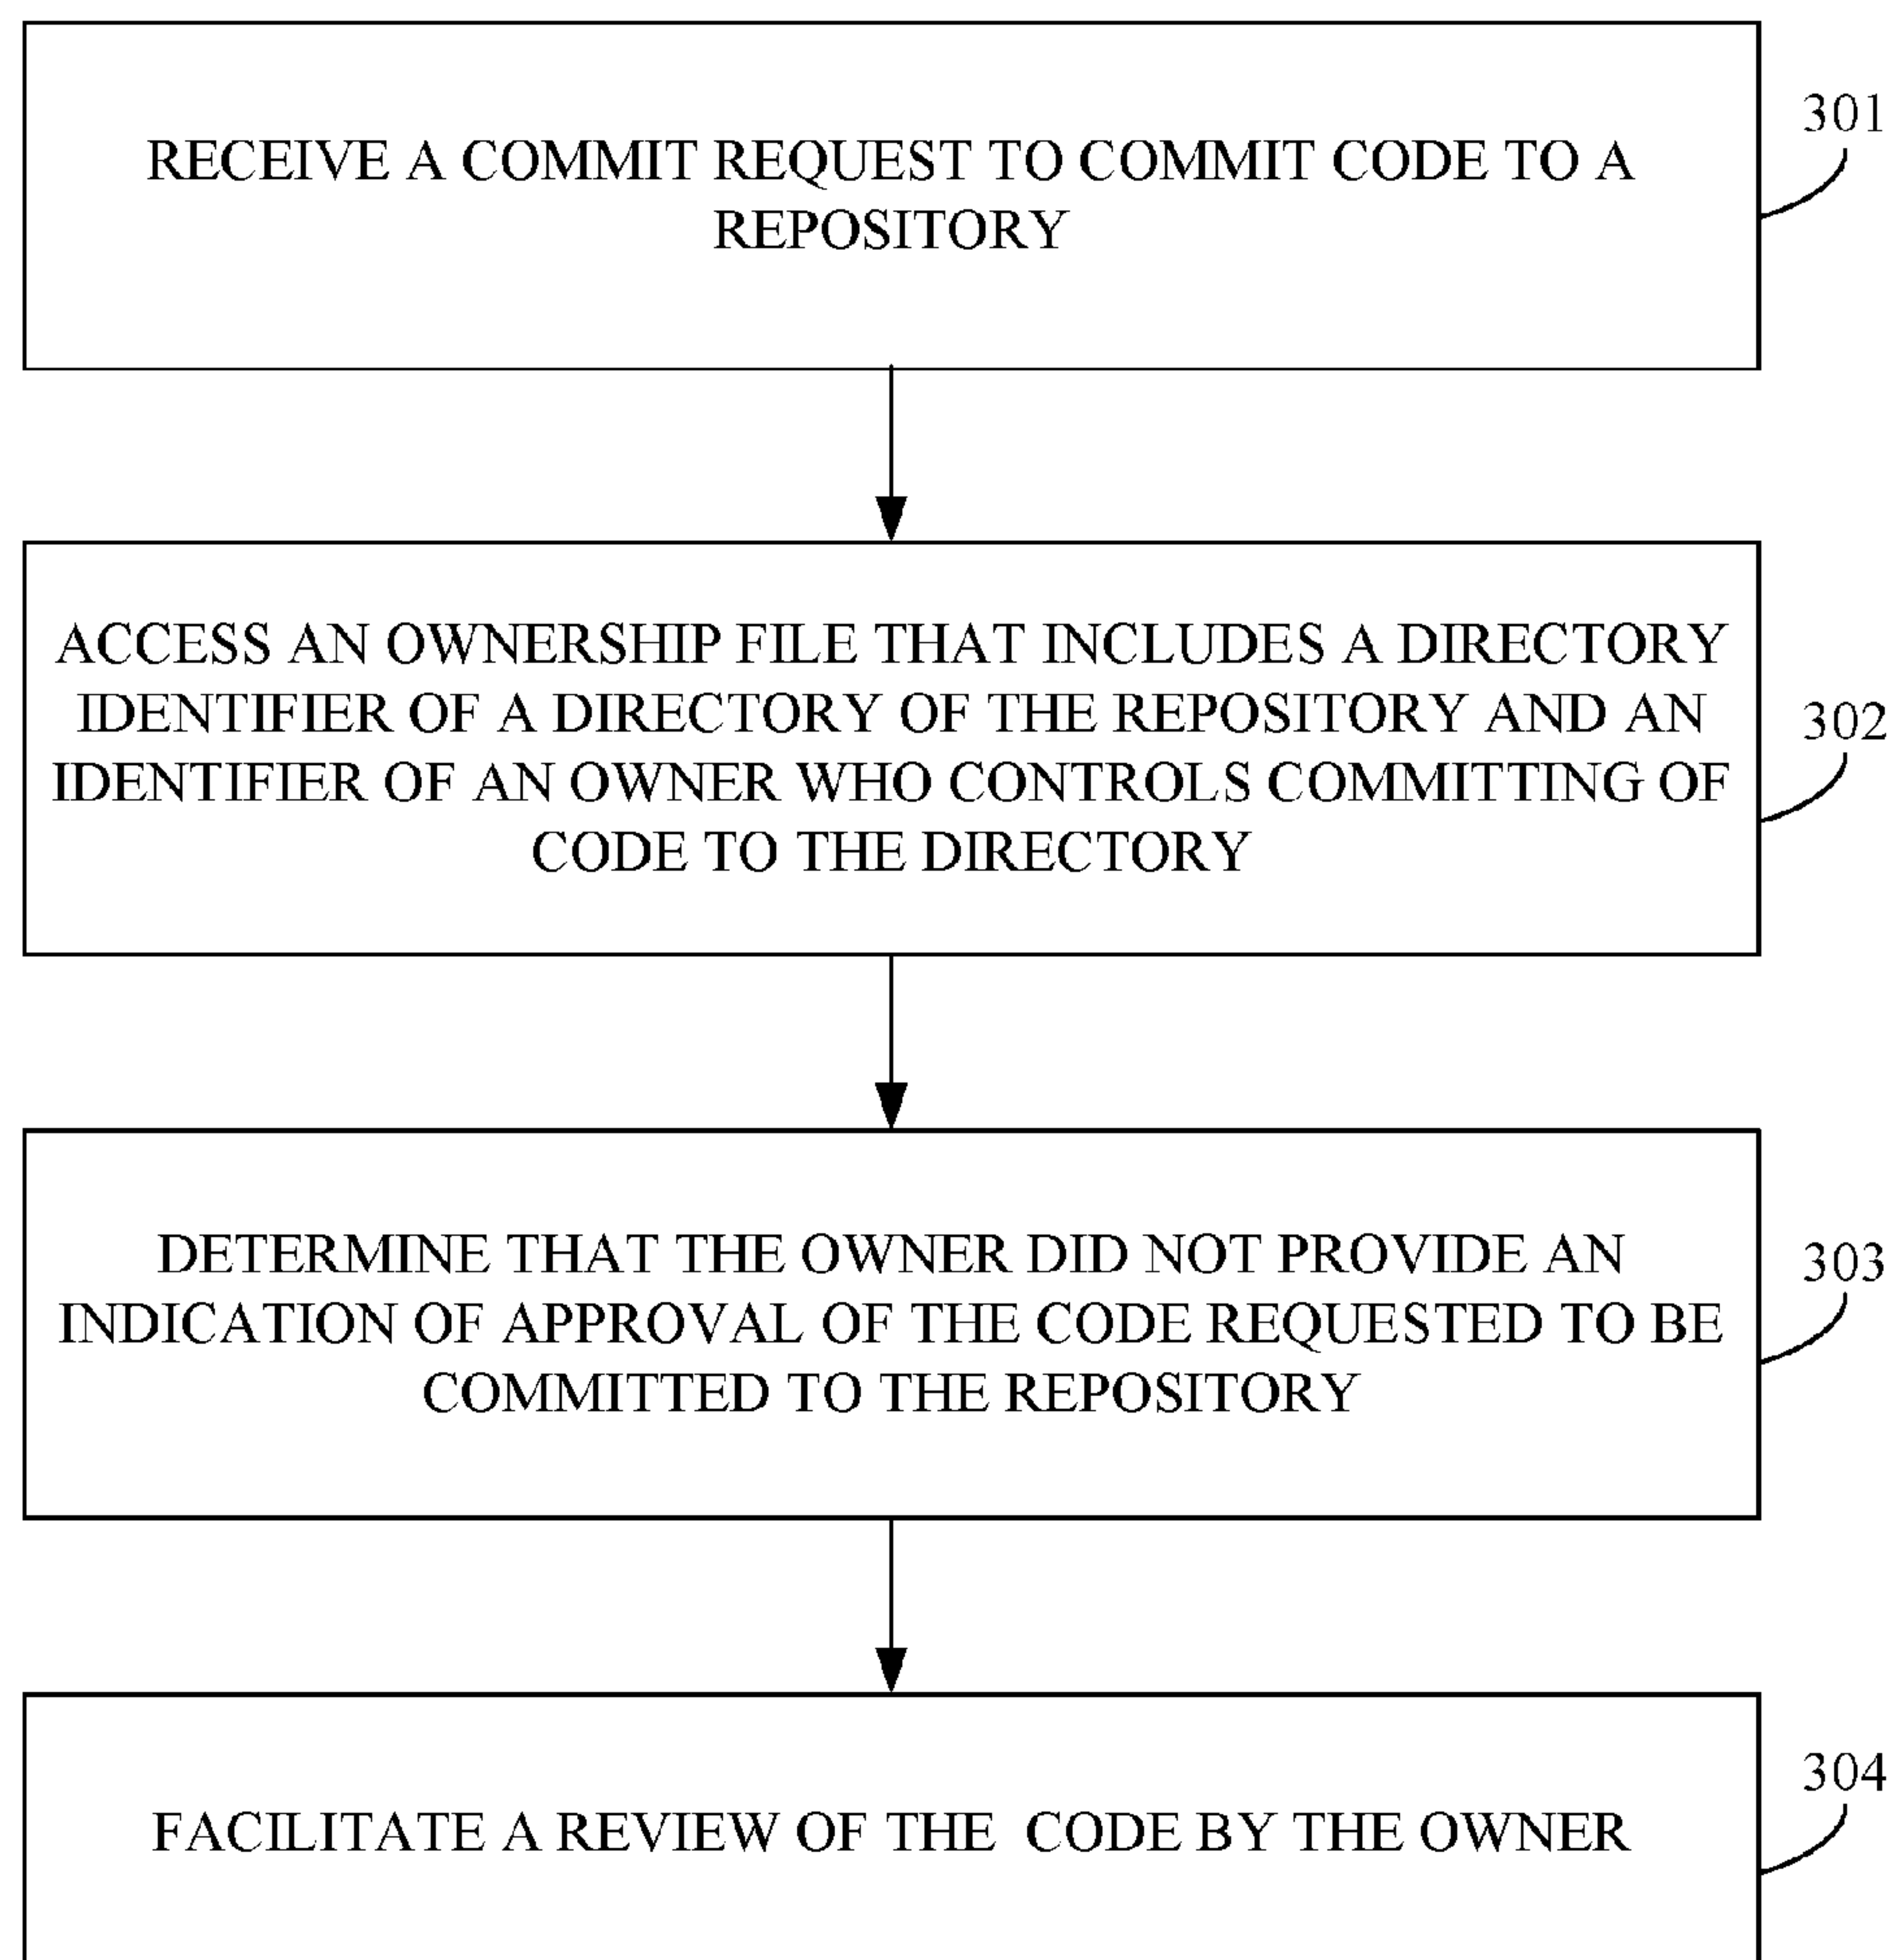 RECEIVE A COMMIT REQUEST TO COMMIT CODE TO A
REPOSITORY
301
ACCESS AN OWNERSHIP FILE THAT INCLUDES A DIRECTORY
IDENTIFIER OF A DIRECTORY OF THE REPOSITORY AND AN
IDENTIFIER OF AN OWNER WHO CONTROLS COMMITTING OF
CODE TO THE DIRECTORY
302
DETERMINE THAT THE OWNER DID NOT PROVIDE AN
INDICATION OF APPROVAL OF THE CODE REQUESTED TO BE
COMMITTED TO THE REPOSITORY
303
FACILITATE A REVIEW OF THE CODE BY THE OWNER
304